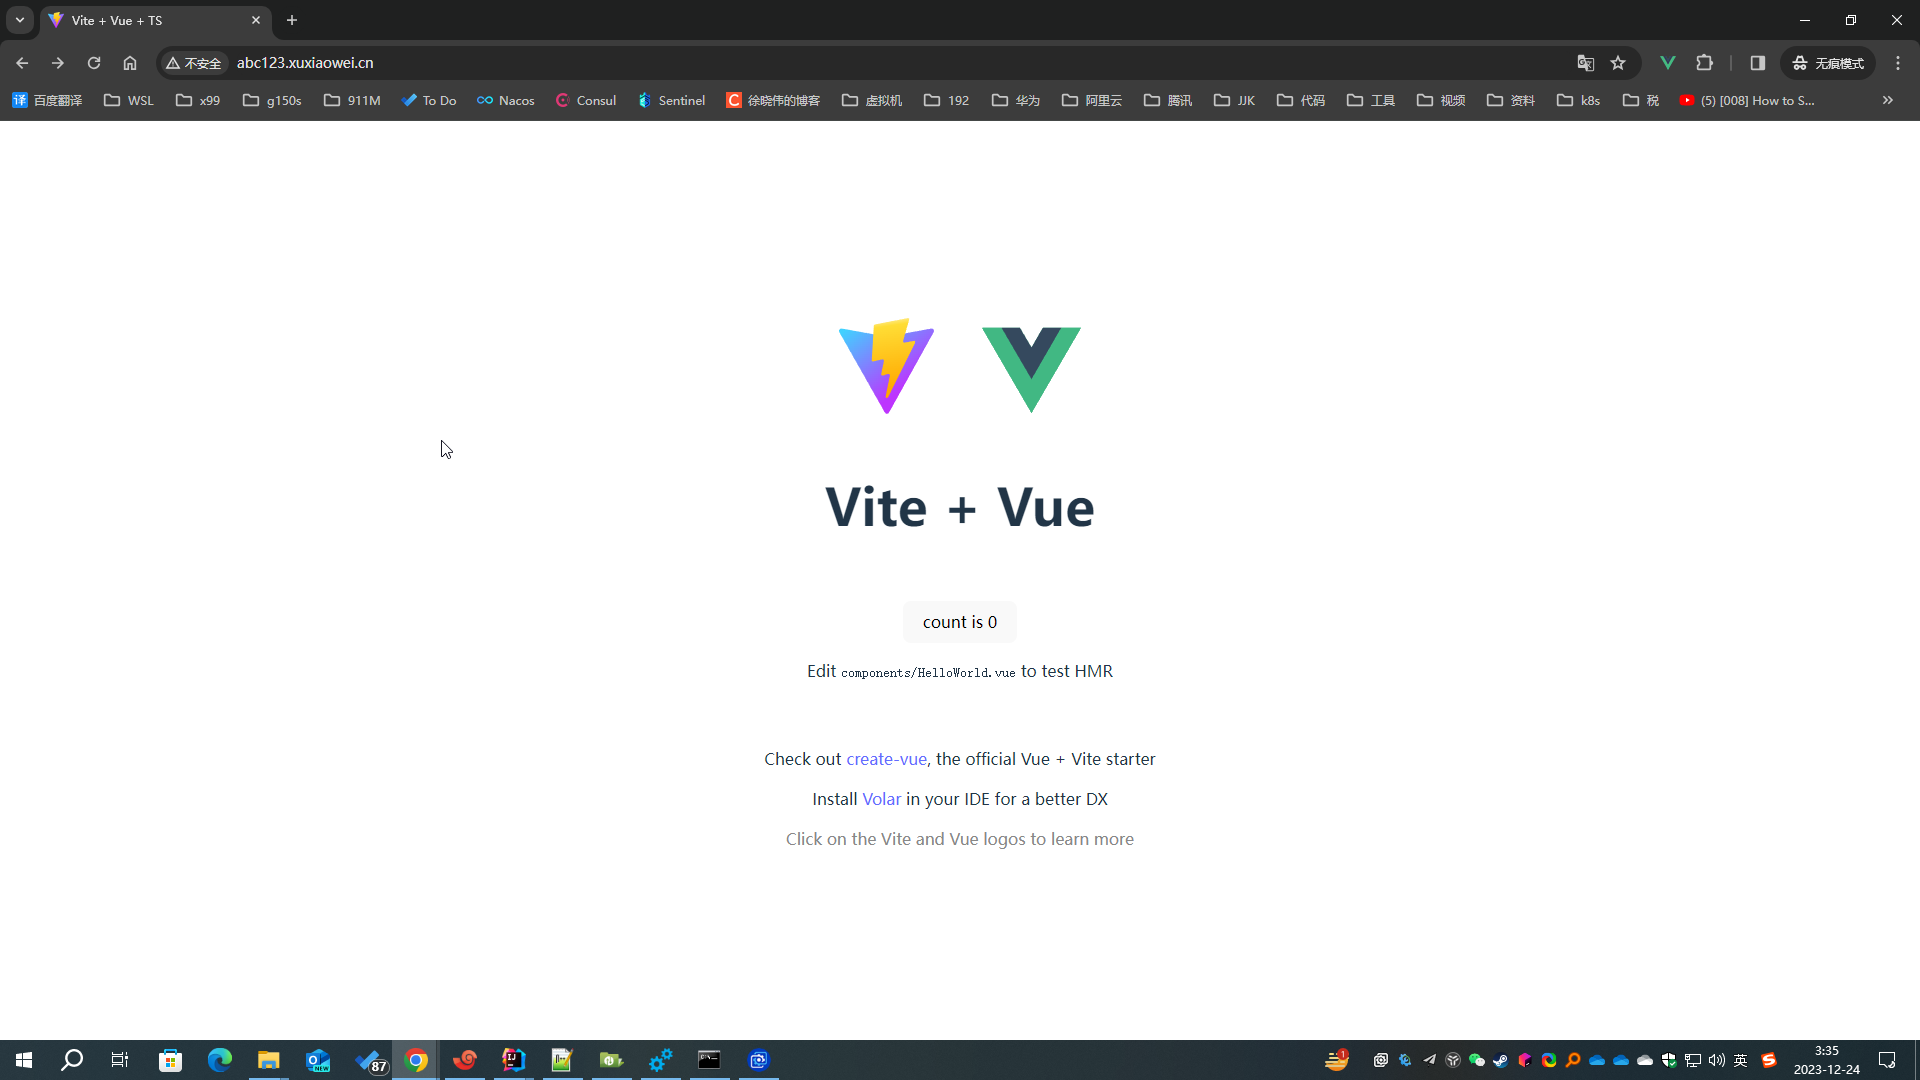 Vite + Vue + TS
不安全 abc123.xuxiaowei.cn 无痕模式
百度翻译 WSL x99 g150s 911M To Do Nacos Consul Sentinel 徐晓伟的博客 虚拟机 192 华为 阿里云 腾讯 JJK 代码 工具 视频 资料 k8s 税 (5) [008] How to S...
Vite + Vue
count is 0
Edit components/HelloWorld.vue to test HMR
Check out create-vue, the official Vue + Vite starter
Install Volar in your IDE for a better DX
Click on the Vite and Vue logos to learn more
87
1
英
3:35
2023-12-24